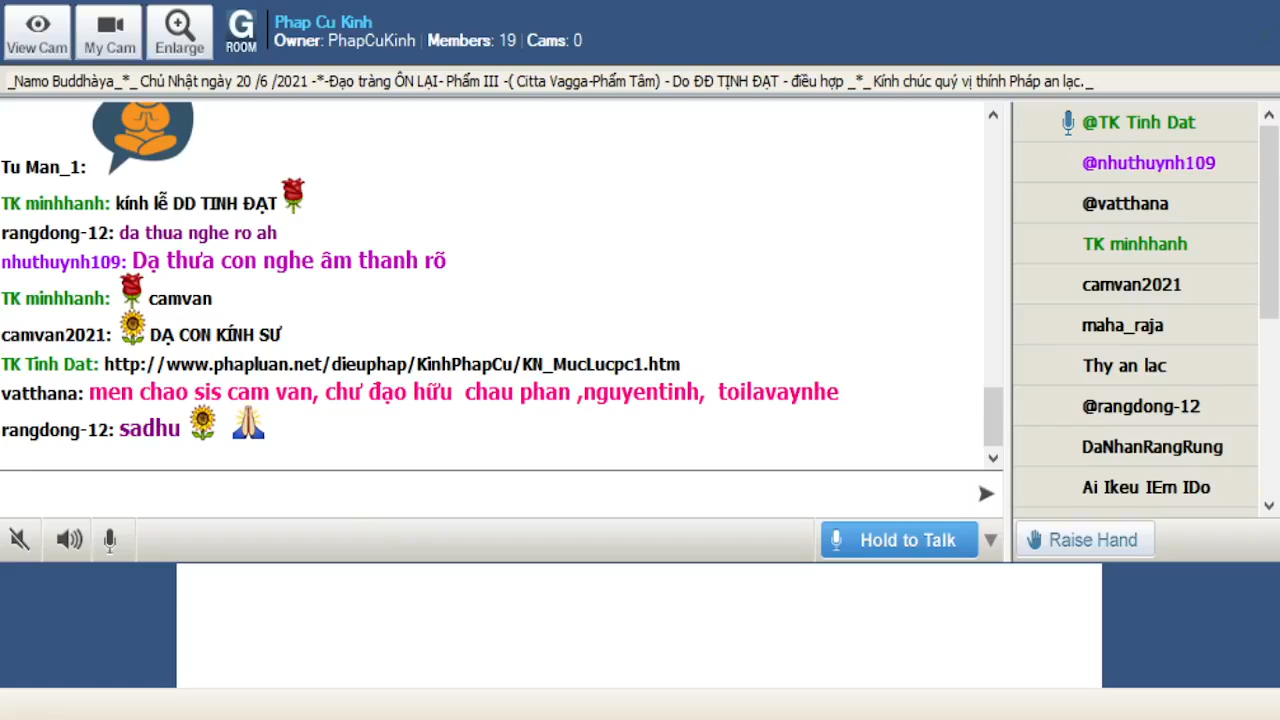 View Cam
My Cam
Enlarge
G
ROOM
Phap Cu Kinh
Owner: PhapCuKinh | Members: 19 | Cams: 0
_Namo Buddhàya_*_ Chủ Nhật ngày 20 /6 /2021 -*-Đạo tràng ÔN LẠI- Phẩm III -( Citta Vagga-Phẩm Tâm) - Do ĐĐ TỊNH ĐẠT - điều hợp _*_Kính chúc quý vị thính Pháp an lạc._
Tu Man_1:
TK minhhanh: kính lễ DD TINH ĐẠT
rangdong-12: da thua nghe ro ah
nhuthuynh109: Dạ thưa con nghe âm thanh rõ
TK minhhanh: camvan
camvan2021: DẠ CON KÍNH SƯ
TK Tinh Dat: http://www.phapluan.net/dieuphap/KinhPhapCu/KN_MucLucpc1.htm
vatthana: men chao sis cam van, chư đạo hữu  chau phan ,nguyentinh,  toilavaynhe
rangdong-12: sadhu
@TK Tinh Dat
@nhuthuynh109
@vatthana
TK minhhanh
camvan2021
maha_raja
Thy an lac
@rangdong-12
DaNhanRangRung
Ai Ikeu IEm IDo
Hold to Talk
Raise Hand